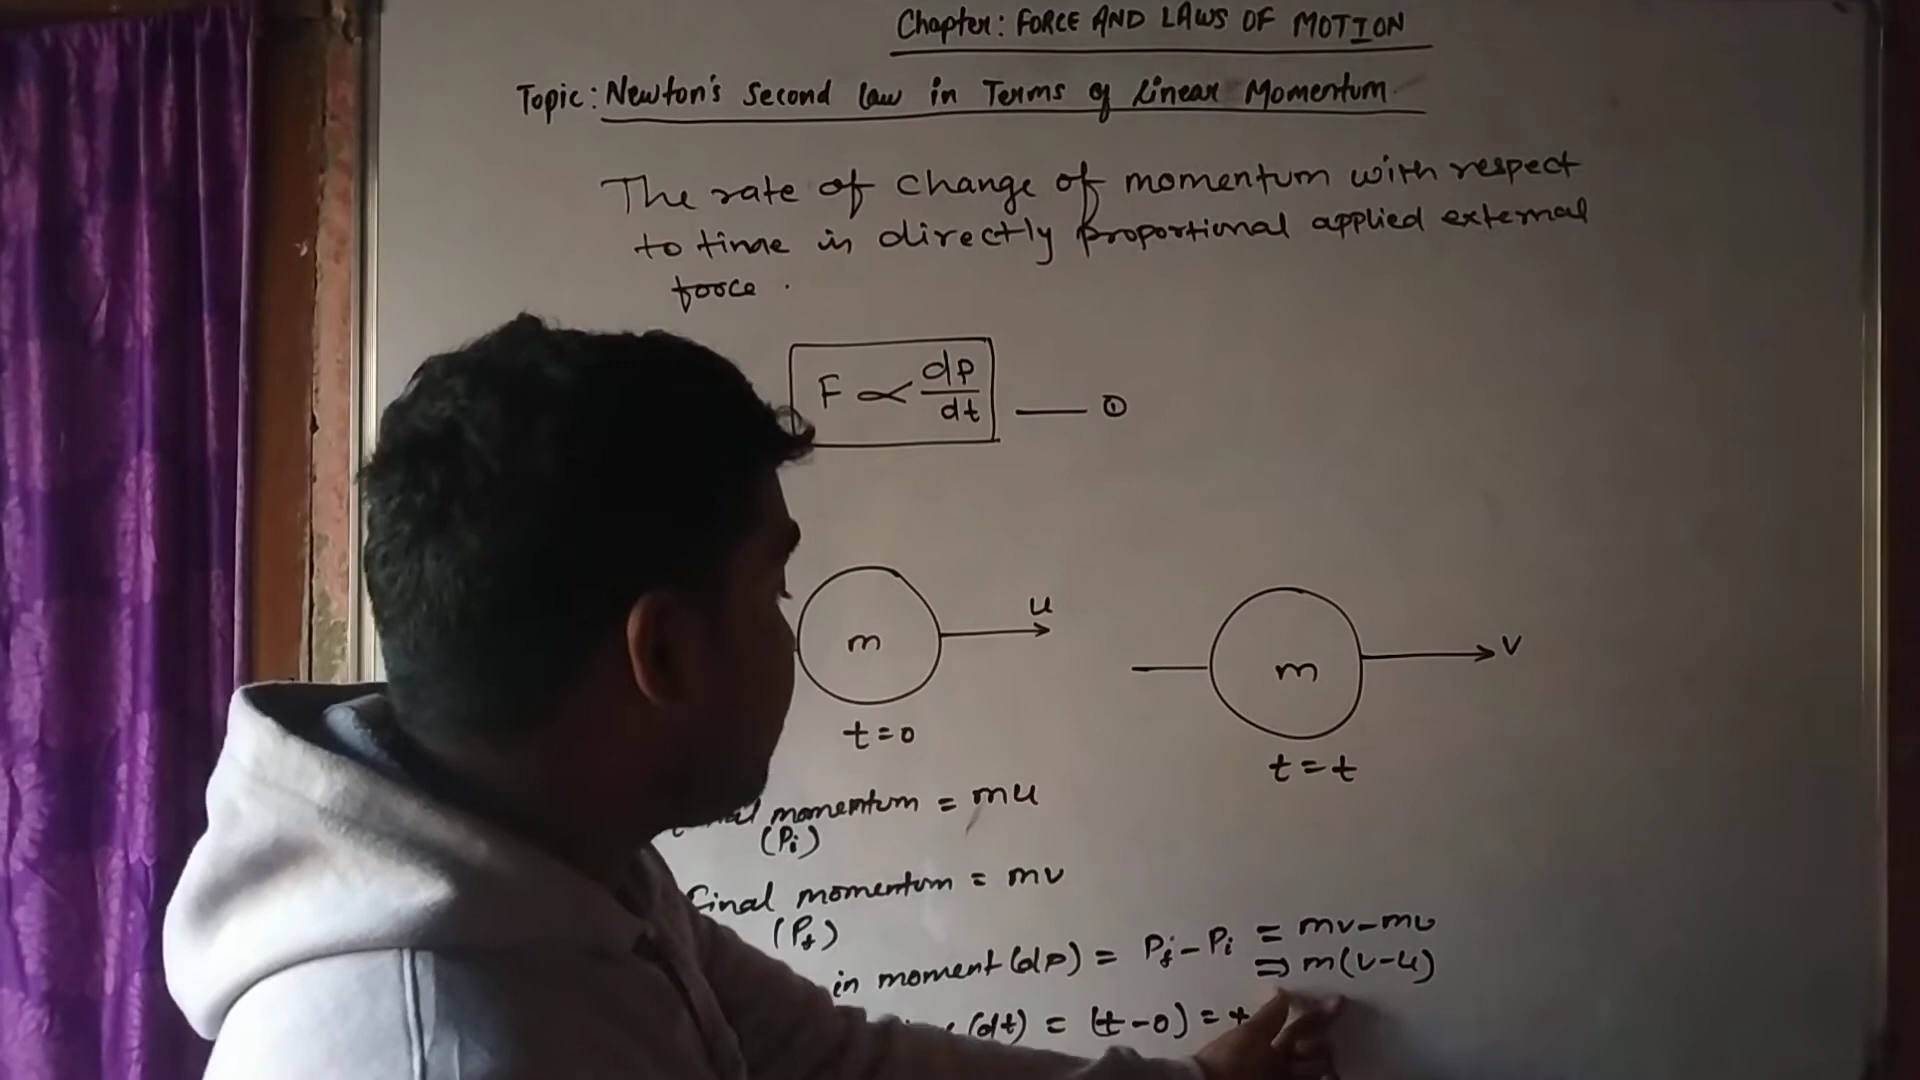 Chapter: FORCE AND LAWS OF MOTION
Topic: Newton's Second law in Terms of Linear Momentum
The rate of change of momentum with respect
to time is directly proportional applied external
force.
F ∝ dp/dt — ①
u
v
m
m
t=0
t=t
momentum = mu
(Pi)
Final momentum = mv
(Pf)
in moment (dp) = Pf - Pi = mv-mu
⇒ m(v-u)
(dt) = (t-0) = t